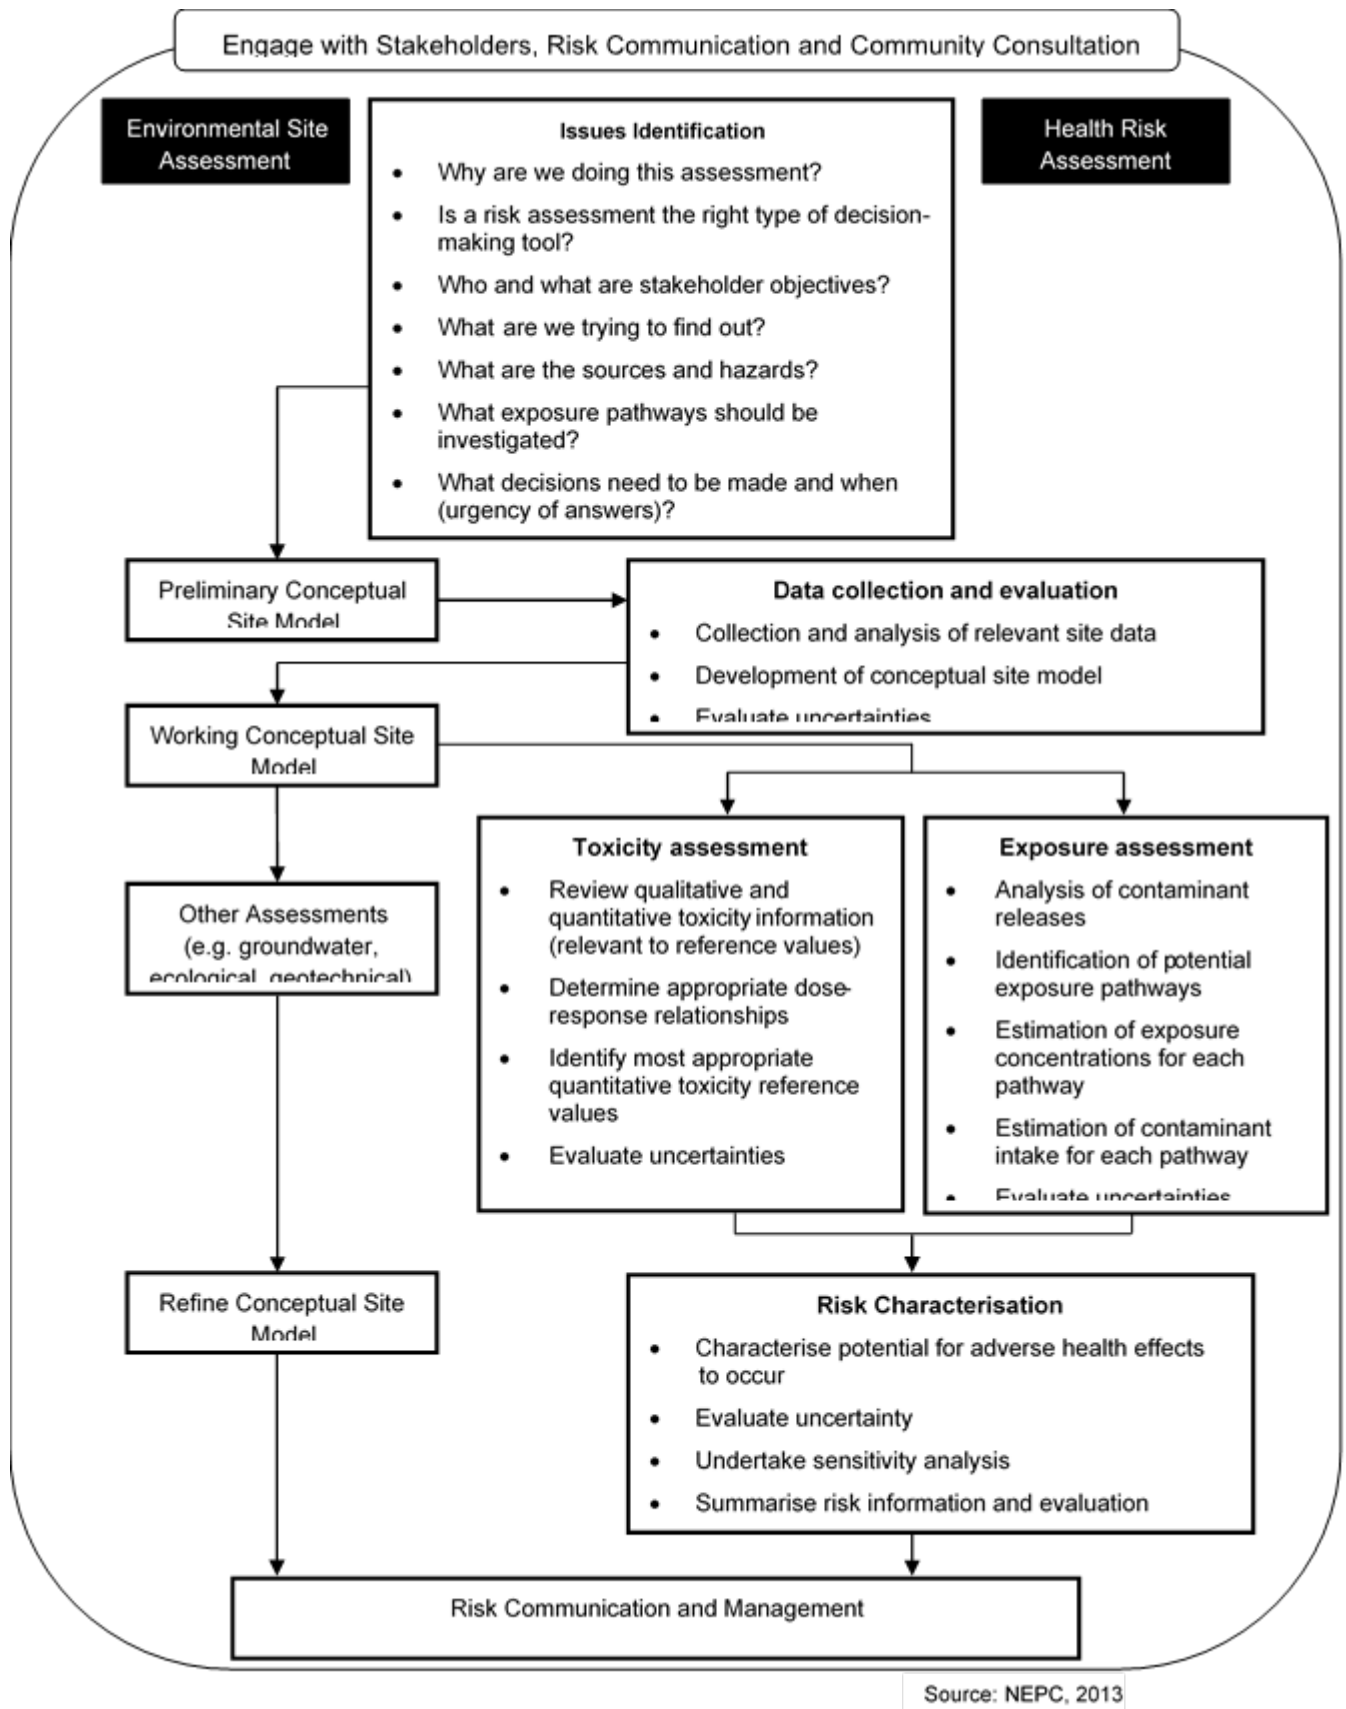 Engage with Stakeholders, Risk Communication and Community Consultation
Environmental Site
Assessment
Issues Identification
• Why are we doing this assessment?
• Is a risk assessment the right type of decision-
making tool?
• Who and what are stakeholder objectives?
• What are we trying to find out?
• What are the sources and hazards?
• What exposure pathways should be
investigated?
• What decisions need to be made and when
(urgency of answers)?
Health Risk
Assessment
Preliminary Conceptual
Site Model
Data collection and evaluation
• Collection and analysis of relevant site data
• Development of conceptual site model
• Evaluate uncertainties
Working Conceptual Site
Model
Toxicity assessment
• Review qualitative and
quantitative toxicity information
(relevant to reference values)
• Determine appropriate dose-
response relationships
• Identify most appropriate
quantitative toxicity reference
values
• Evaluate uncertainties
Exposure assessment
• Analysis of contaminant
releases
• Identification of potential
exposure pathways
• Estimation of exposure
concentrations for each
pathway
• Estimation of contaminant
intake for each pathway
• Evaluate uncertainties
Other Assessments
(e.g. groundwater,
ecological, geotechnical)
Refine Conceptual Site
Model
Risk Characterisation
• Characterise potential for adverse health effects
to occur
• Evaluate uncertainty
• Undertake sensitivity analysis
• Summarise risk information and evaluation
Risk Communication and Management
Source: NEPC, 2013